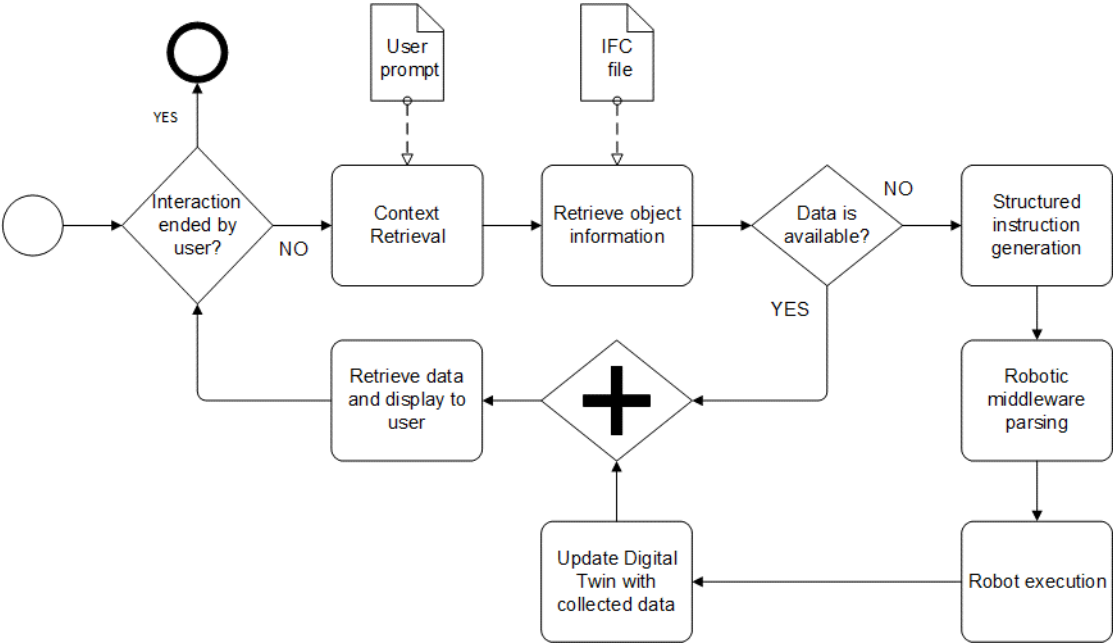 User
prompt
IFC
file
YES
Interaction
ended by
user?
NO
Context
Retrieval
Retrieve object
information
Data is
available?
NO
Structured
instruction
generation
YES
Retrieve data
and display to
user
Robotic
middleware
parsing
Update Digital
Twin with
collected data
Robot execution